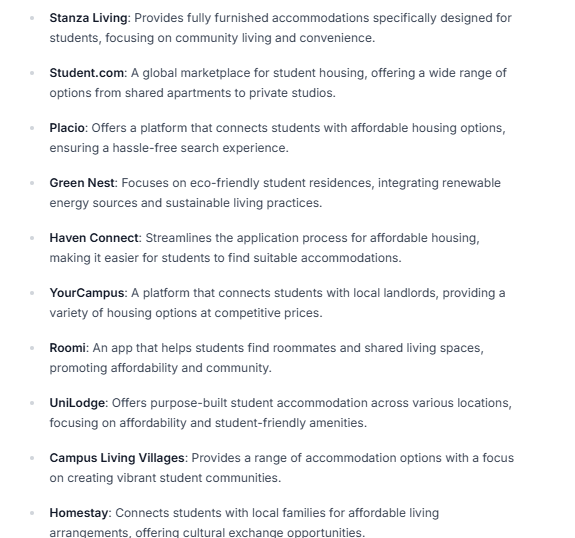 Stanza Living: Provides fully furnished accommodations specifically designed for
students, focusing on community living and convenience.
Student.com: A global marketplace for student housing, offering a wide range of
options from shared apartments to private studios.
Placio: Offers a platform that connects students with affordable housing options,
ensuring a hassle-free search experience.
Green Nest: Focuses on eco-friendly student residences, integrating renewable
energy sources and sustainable living practices.
Haven Connect: Streamlines the application process for affordable housing,
making it easier for students to find suitable accommodations.
YourCampus: A platform that connects students with local landlords, providing a
variety of housing options at competitive prices.
Roomi: An app that helps students find roommates and shared living spaces,
promoting affordability and community.
UniLodge: Offers purpose-built student accommodation across various locations,
focusing on affordability and student-friendly amenities.
Campus Living Villages: Provides a range of accommodation options with a focus
on creating vibrant student communities.
Homestay: Connects students with local families for affordable living
arrangements, offering cultural exchange opportunities.